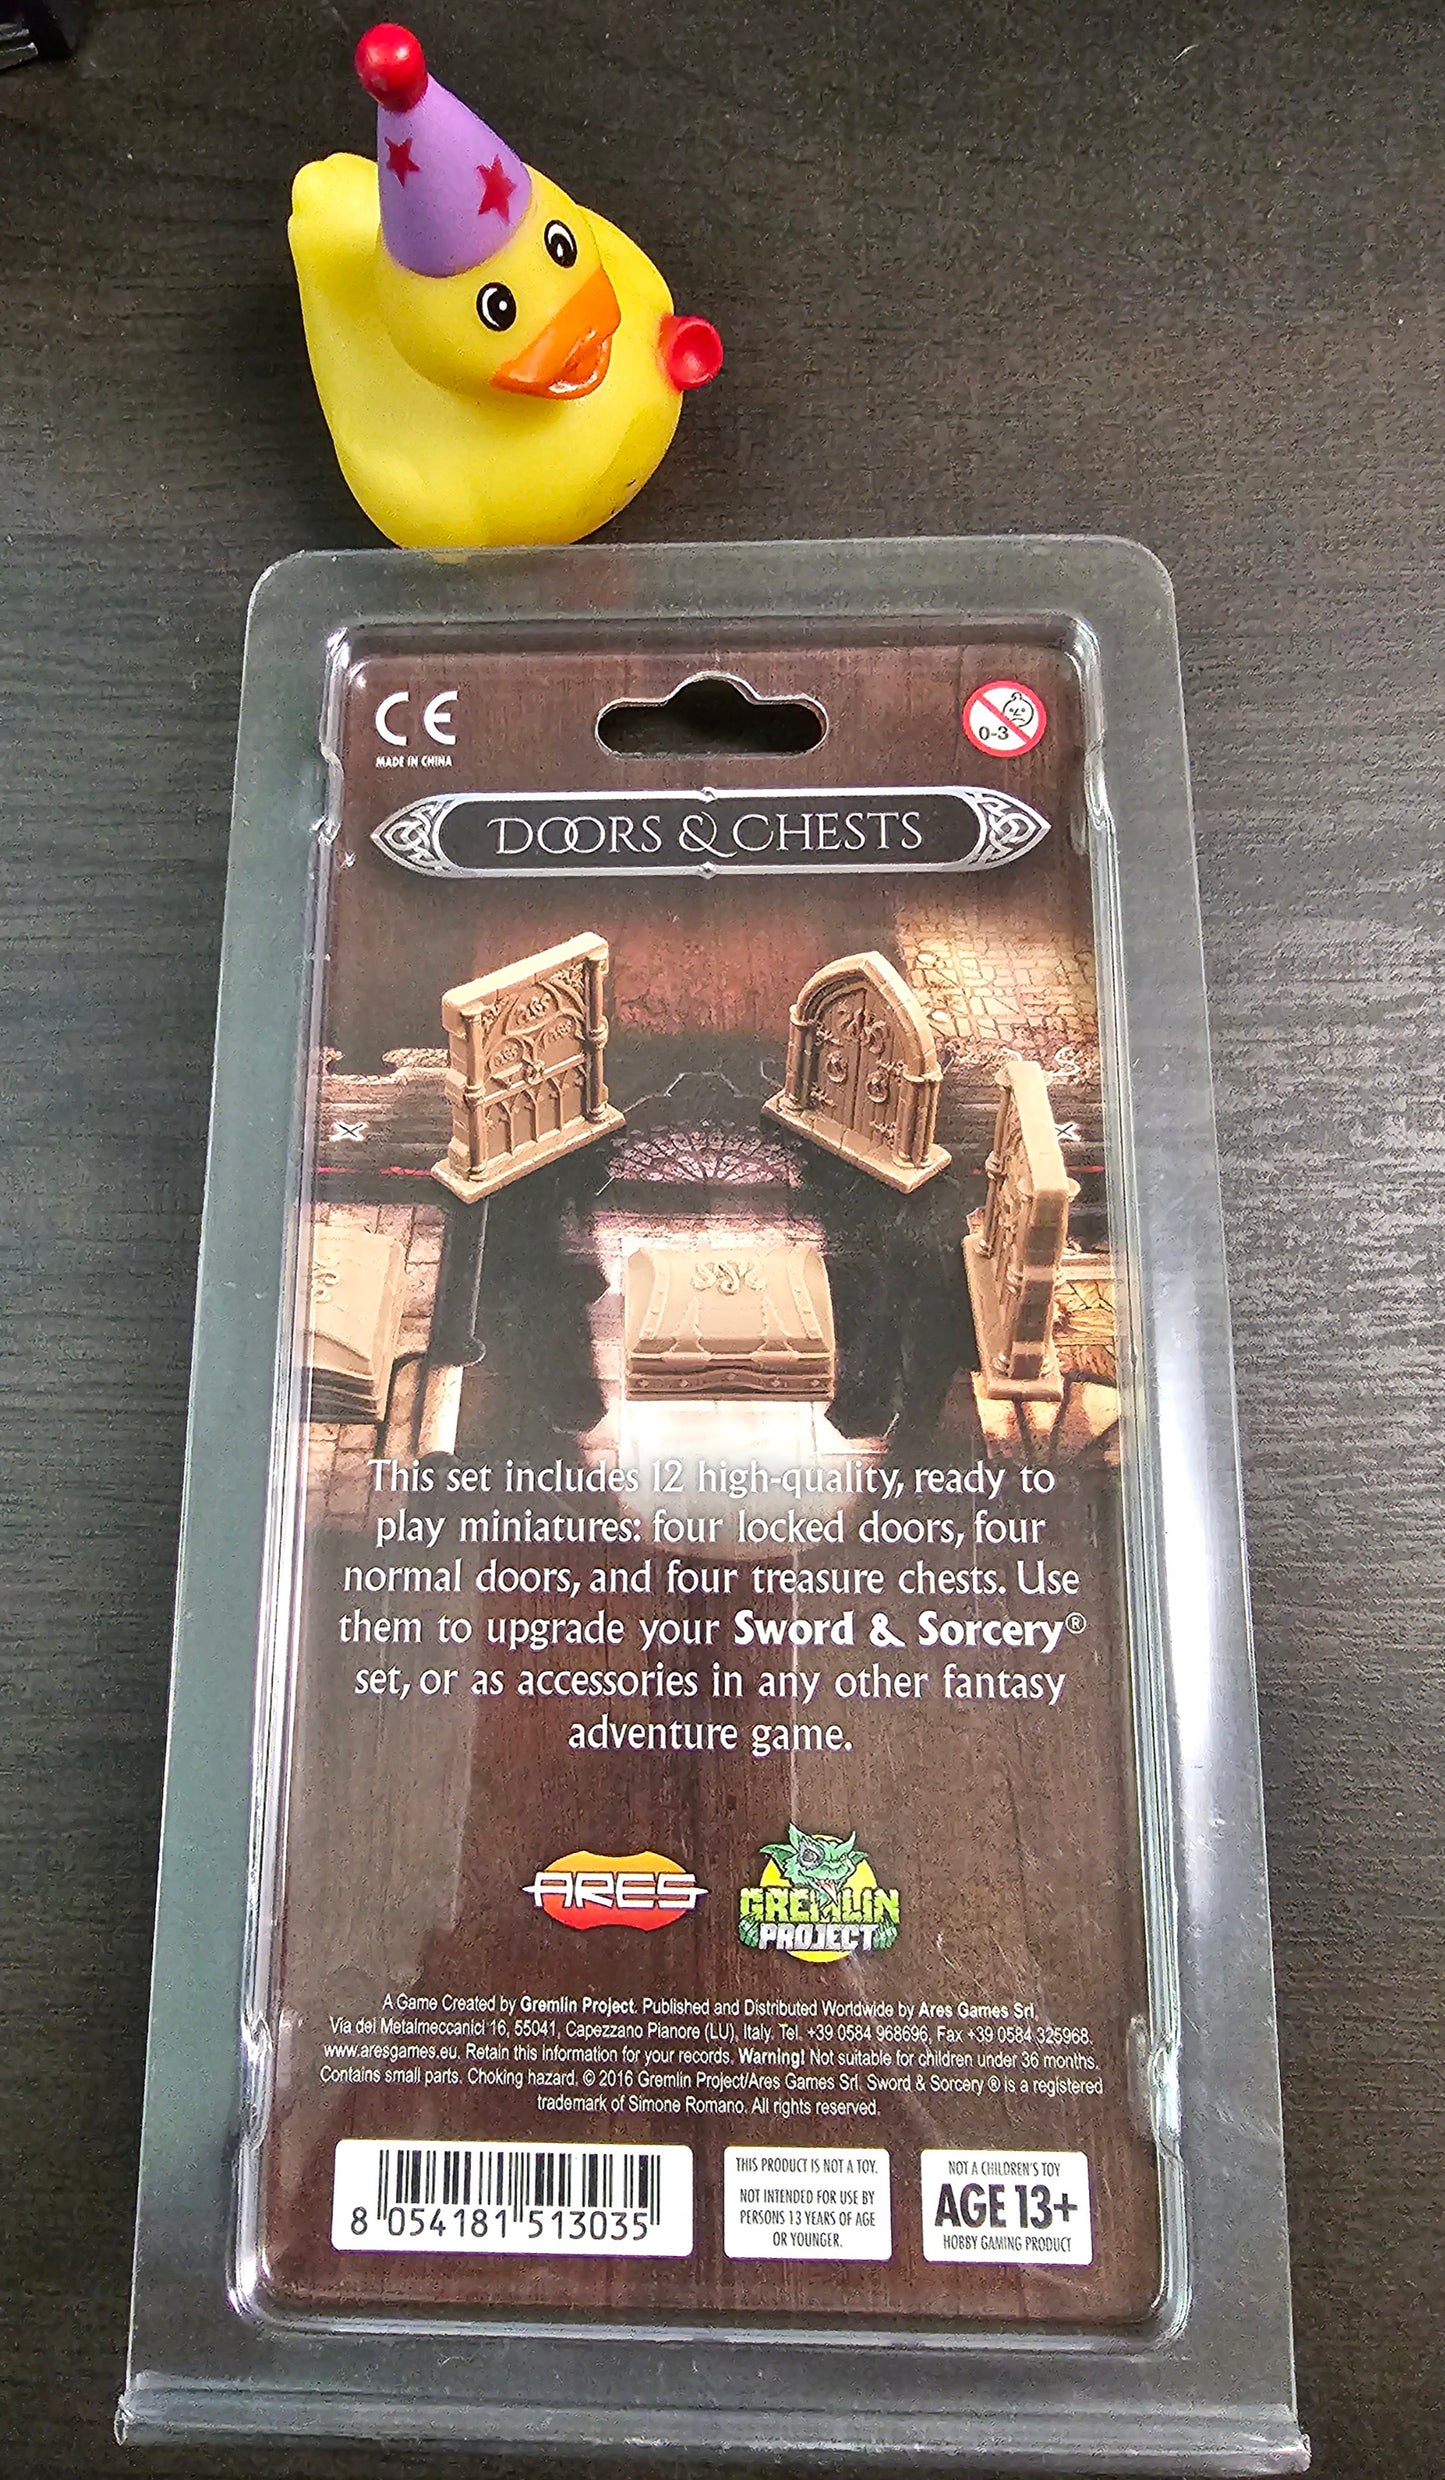 CE
MADE IN CHINA
0-3
DOORS & CHESTS
This set includes 12 high-quality, ready to
play miniatures: four locked doors, four
normal doors, and four treasure chests. Use
them to upgrade your Sword & Sorcery®
set, or as accessories in any other fantasy
adventure game.
ARES
GREMLIN
PROJECT
A Game Created by Gremlin Project. Published and Distributed Worldwide by Ares Games Srl,
Via dei Metalmeccanici 16, 55041, Capezzano Pianore (LU), Italy. Tel. +39 0584 968696, Fax +39 0584 325968.
www.aresgames.eu. Retain this information for your records. Warning! Not suitable for children under 36 months.
Contains small parts. Choking hazard. © 2016 Gremlin Project/Ares Games Srl. Sword & Sorcery ® is a registered
trademark of Simone Romano. All rights reserved.
8 054181 513035
THIS PRODUCT IS NOT A TOY.
NOT INTENDED FOR USE BY
PERSONS 13 YEARS OF AGE
OR YOUNGER.
NOT A CHILDREN'S TOY
AGE 13+
HOBBY GAMING PRODUCT